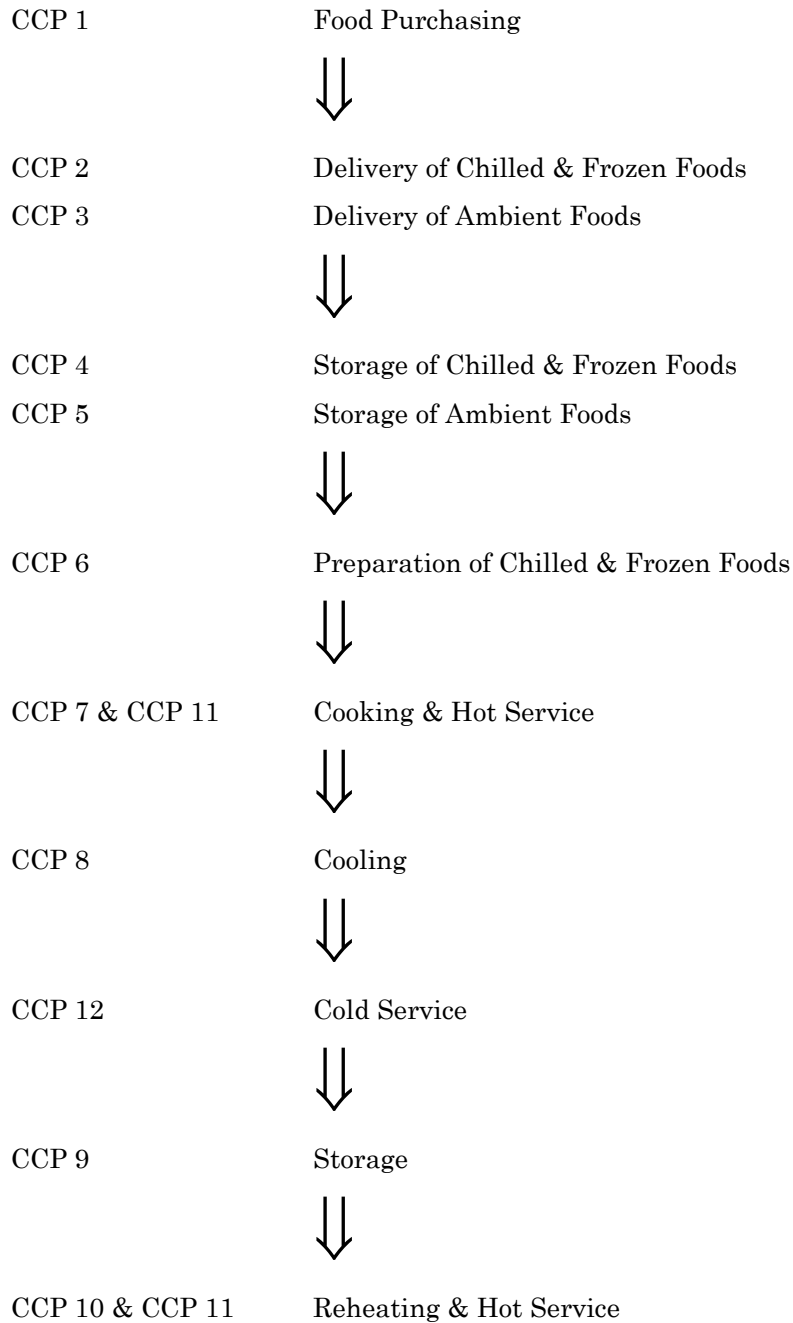 CCP 1 Food Purchasing
CCP 2 Delivery of Chilled & Frozen Foods
CCP 3 Delivery of Ambient Foods
CCP 4 Storage of Chilled & Frozen Foods
CCP 5 Storage of Ambient Foods
CCP 6 Preparation of Chilled & Frozen Foods
CCP 7 & CCP 11 Cooking & Hot Service
CCP 8 Cooling
CCP 12 Cold Service
CCP 9 Storage
CCP 10 & CCP 11 Reheating & Hot Service